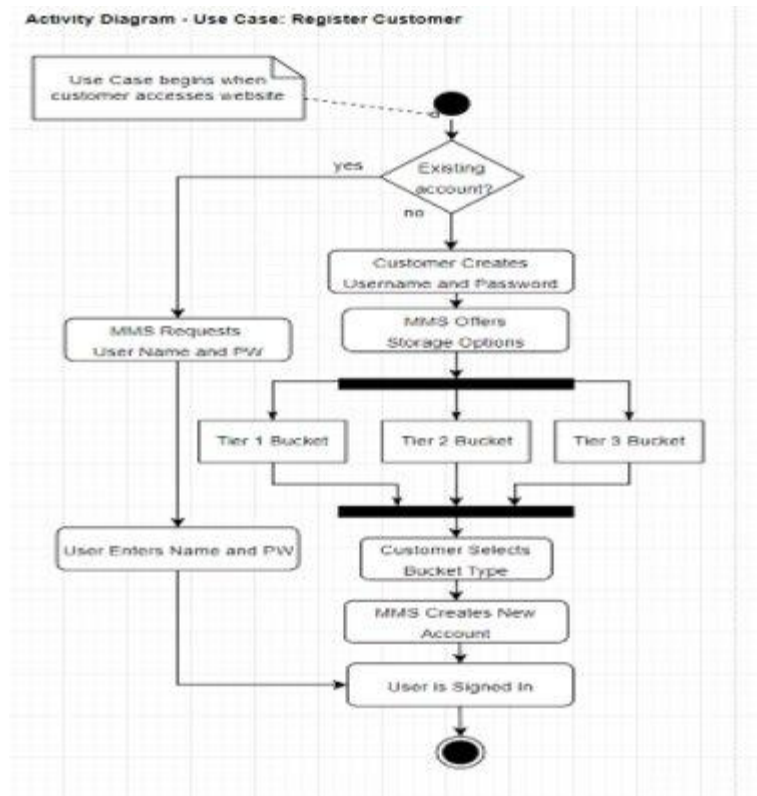 Activity Diagram - Use Case: Register Customer
Use Case begins when
customer accesses website
yes
Existing
account?
no
Customer Creates
Username and Password
MMS Requests
User Name and PW
MMS Offers
Storage Options
Tier 1 Bucket
Tier 2 Bucket
Tier 3 Bucket
User Enters Name and PW
Customer Selects
Bucket Type
MMS Creates New
Account
User is Signed In